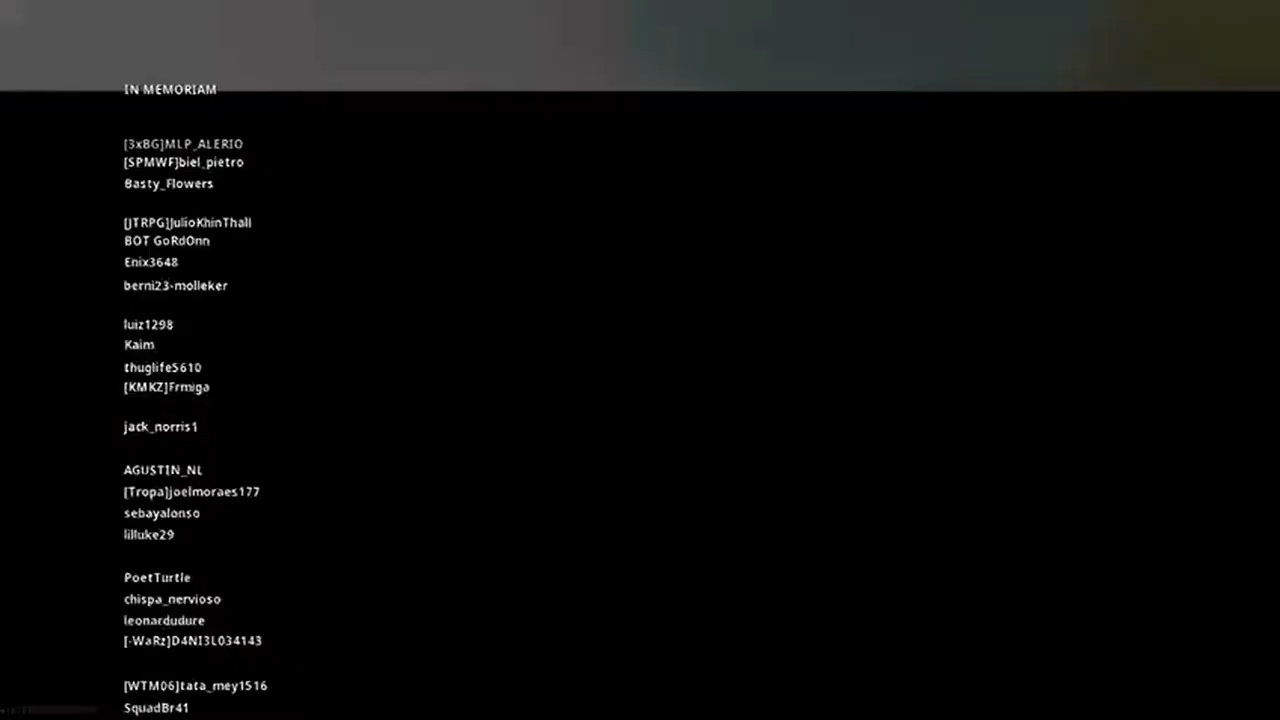 IN MEMORIAM
[3xBG]MLP_ALERIO
[SPMWF]biel_pietro
Basty_Flowers
[JTRPG]JulioKhinThall
BOT GoRdOnn
Enix3648
berni23-molleker
luiz1298
Kaim
thuglife5610
[KMKZ]Frmiga
jack_norris1
AGUSTIN_NL
[Tropa]joelmoraes177
sebayalonso
lilluke29
PoetTurtle
chispa_nervioso
leonardudure
[-WaRz]D4NI3L034143
[WTM06]tata_mey1516
SquadBr41